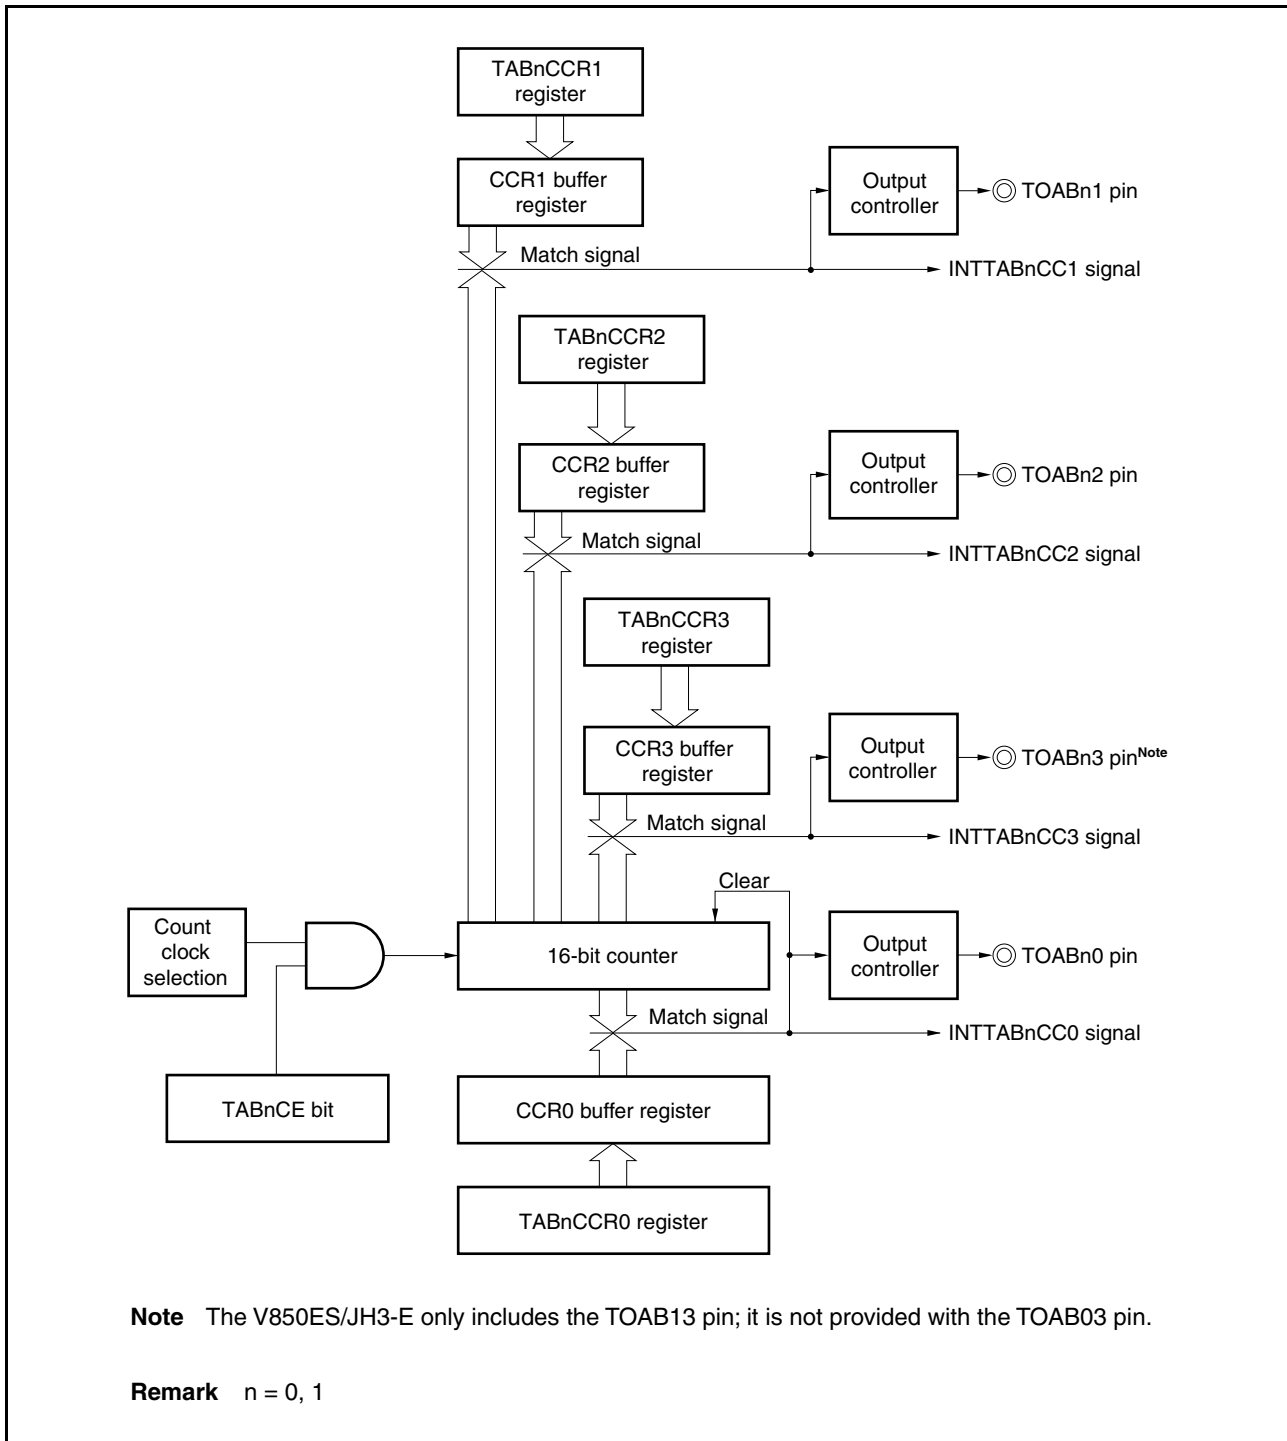 TABnCCR1
register
CCR1 buffer
register
Output
controller
TOABn1 pin
Match signal
INTTABnCC1 signal
TABnCCR2
register
CCR2 buffer
register
Output
controller
TOABn2 pin
Match signal
INTTABnCC2 signal
TABnCCR3
register
CCR3 buffer
register
Output
controller
TOABn3 pinNote
Match signal
INTTABnCC3 signal
Clear
Count
clock
selection
16-bit counter
Output
controller
TOABn0 pin
Match signal
INTTABnCC0 signal
TABnCE bit
CCR0 buffer register
TABnCCR0 register
Note The V850ES/JH3-E only includes the TOAB13 pin; it is not provided with the TOAB03 pin.
Remark n = 0, 1